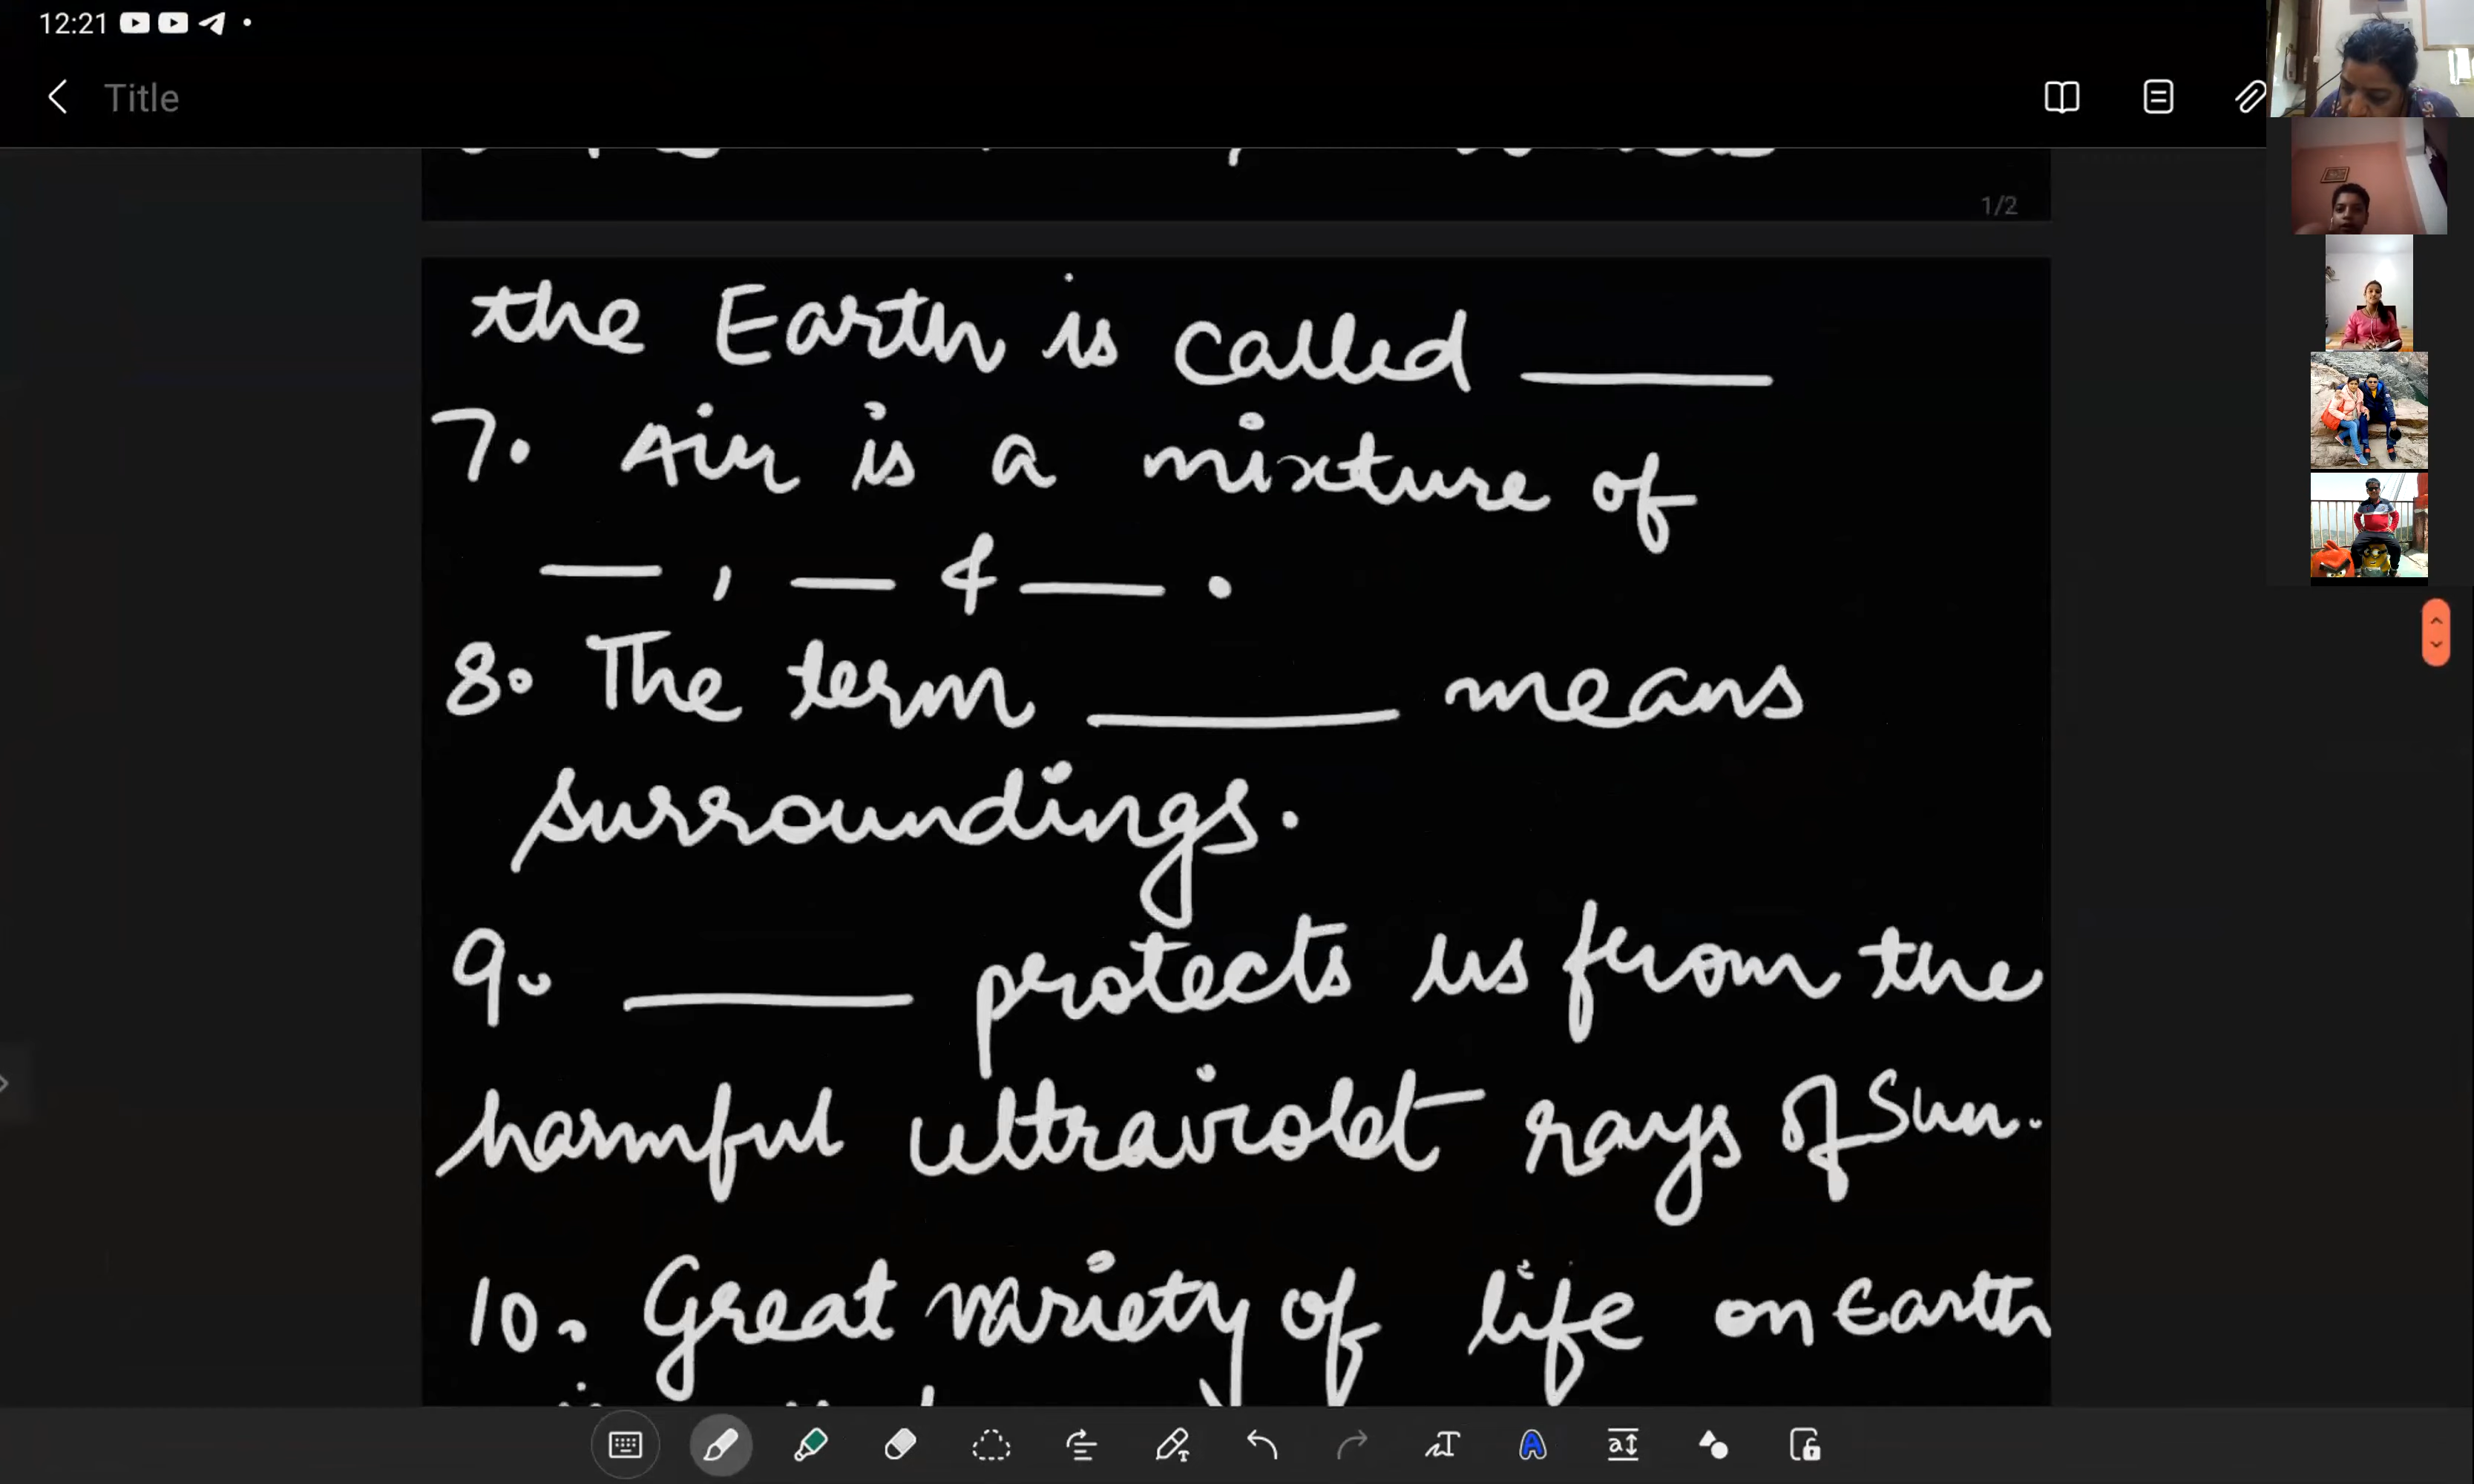 12:21
Title
1/2
the Earth is called ______
7. Air is a mixture of
___ , ___ & ___ .
8. The term ______ means
surroundings.
9. ______ protects us from the
harmful ultraviolet rays of Sun.
10. Great variety of life on Earth